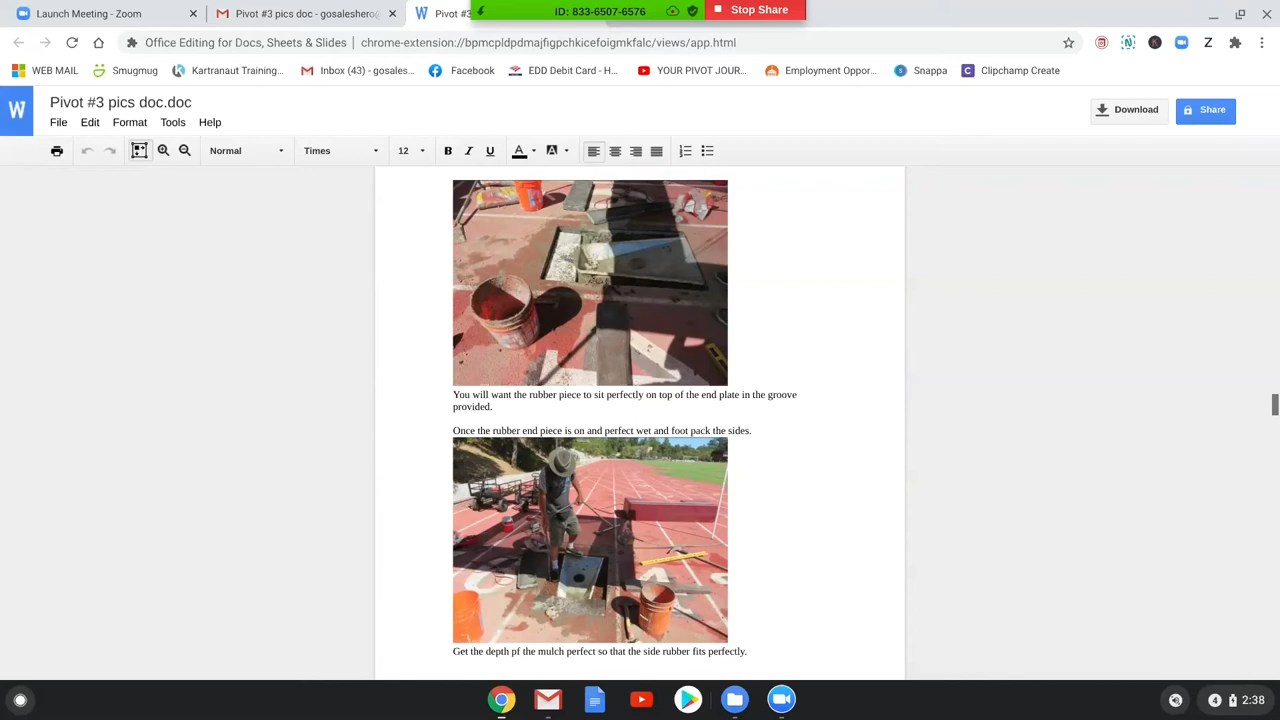 Launch Meeting - Zoom
Pivot #3 pics doc - gosalesherog
Pivot #3
ID: 833-6507-6576
Stop Share
Office Editing for Docs, Sheets & Slides | chrome-extension://bpmcpldpdmajfigpchkicefoigmkfalc/views/app.html
WEB MAIL
Smugmug
Kartranaut Training...
Inbox (43) - gosales...
Facebook
EDD Debit Card - H...
YOUR PIVOT JOUR...
Employment Oppor...
Snappa
Clipchamp Create
W
Pivot #3 pics doc.doc
File Edit Format Tools Help
Download
Share
Normal
Times
12
B I U A A
You will want the rubber piece to sit perfectly on top of the end plate in the groove
provided.
Once the rubber end piece is on and perfect wet and foot pack the sides.
Get the depth pf the mulch perfect so that the side rubber fits perfectly.
4
2:38